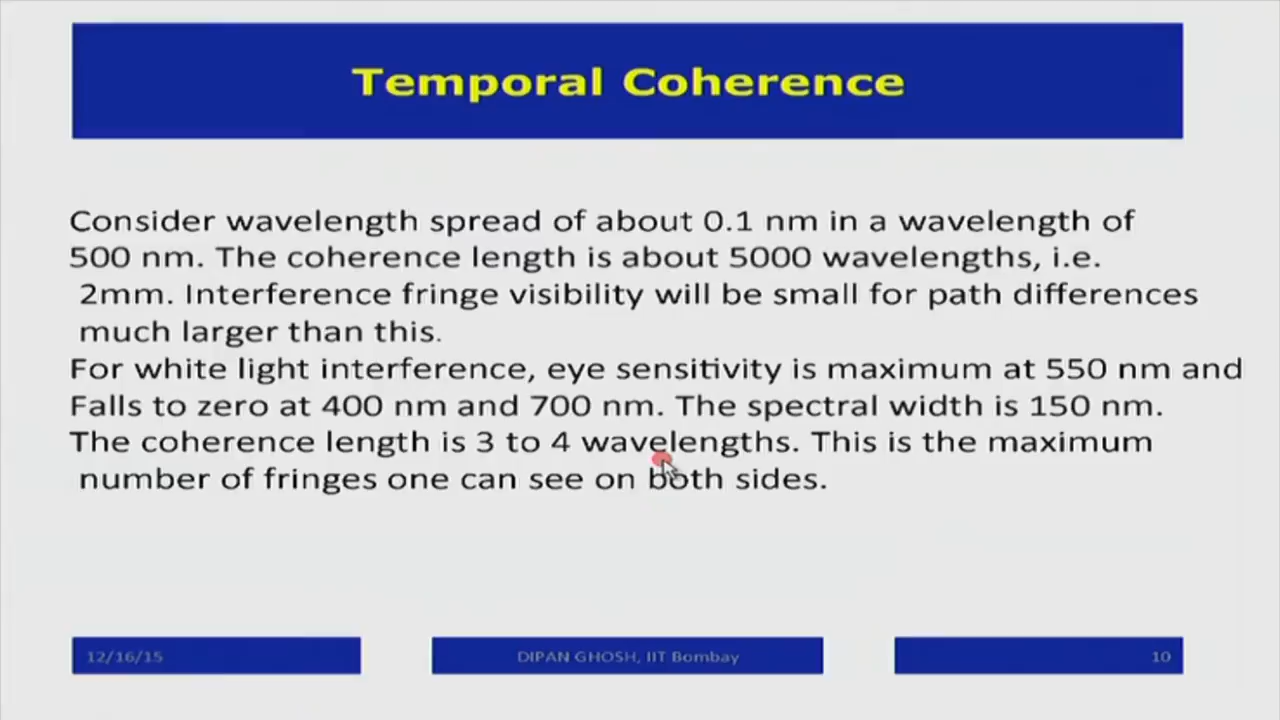 Temporal Coherence
Consider wavelength spread of about 0.1 nm in a wavelength of
500 nm. The coherence length is about 5000 wavelengths, i.e.
2mm. Interference fringe visibility will be small for path differences
much larger than this.
For white light interference, eye sensitivity is maximum at 550 nm and
Falls to zero at 400 nm and 700 nm. The spectral width is 150 nm.
The coherence length is 3 to 4 wavelengths. This is the maximum
number of fringes one can see on both sides.
12/16/15
DIPAN GHOSH, IIT Bombay
10